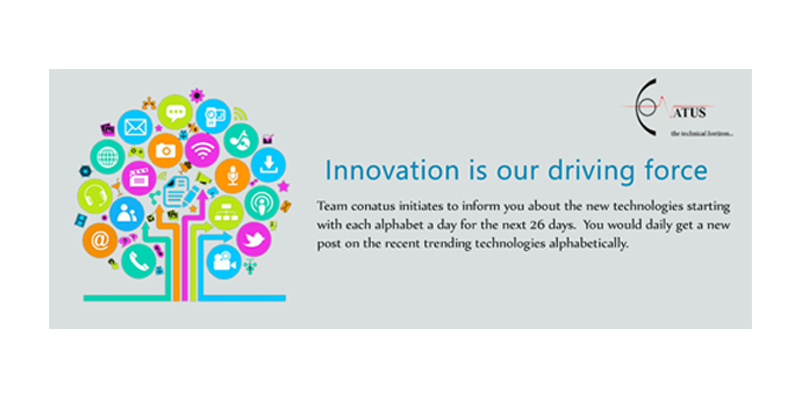 CONATUS
the technical horizon...
Innovation is our driving force
Team conatus initiates to inform you about the new technologies starting
with each alphabet a day for the next 26 days. You would daily get a new
post on the recent trending technologies alphabetically.
@